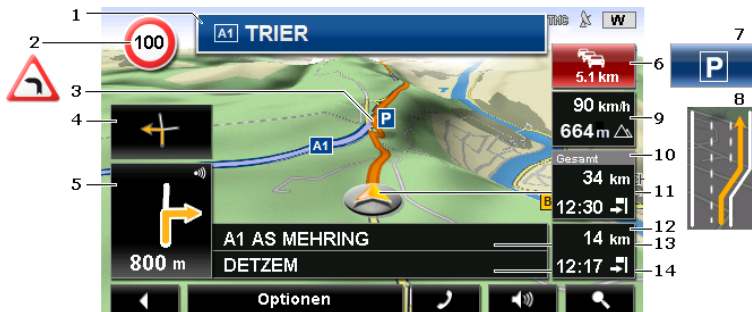 1
A1 TRIER
TMC W
7
2
100
P
6
5.1 km
8
3
P
90 km/h
664 m
9
4
A1
Gesamt
10
34 km
11
12:30
5
B
800 m
A1 AS MEHRING
14 km
12
13
DETZEM
12:17
14
Optionen